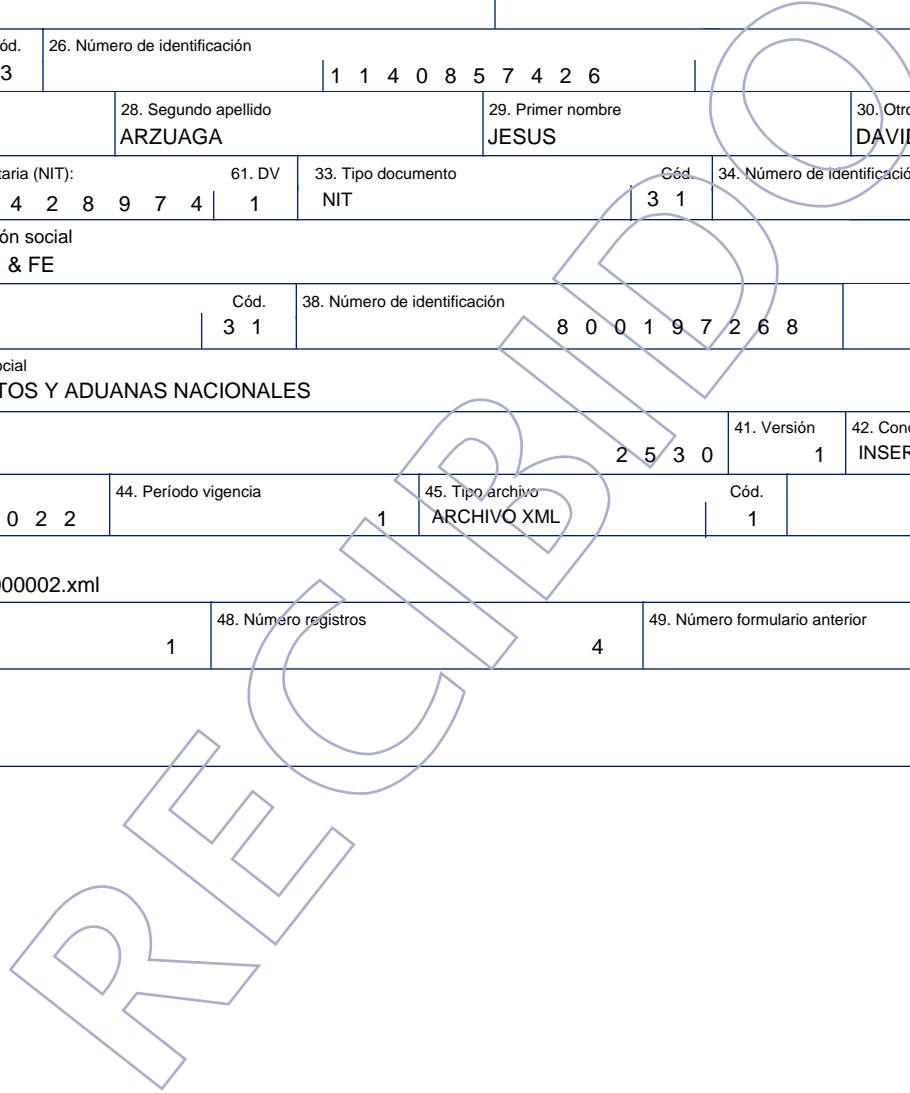 ód. 26. Número de identificación
3 1 1 4 0 8 5 7 4 2 6
28. Segundo apellido 29. Primer nombre 30. Otro
ARZUAGA JESUS DAVID
aria (NIT): 61. DV 33. Tipo documento Cód. 34. Número de identificació
4 2 8 9 7 4 1 NIT 3 1
ón social
& FE
Cód. 38. Número de identificación
3 1 8 0 0 1 9 7 2 6 8
ocial
TOS Y ADUANAS NACIONALES
41. Versión 42. Conc
2 5 3 0 1 INSER
44. Período vigencia 45. Tipo archivo Cód.
0 2 2 1 ARCHIVO XML 1
000002.xml
48. Número registros 49. Número formulario anterior
1 4
RECIBIDO